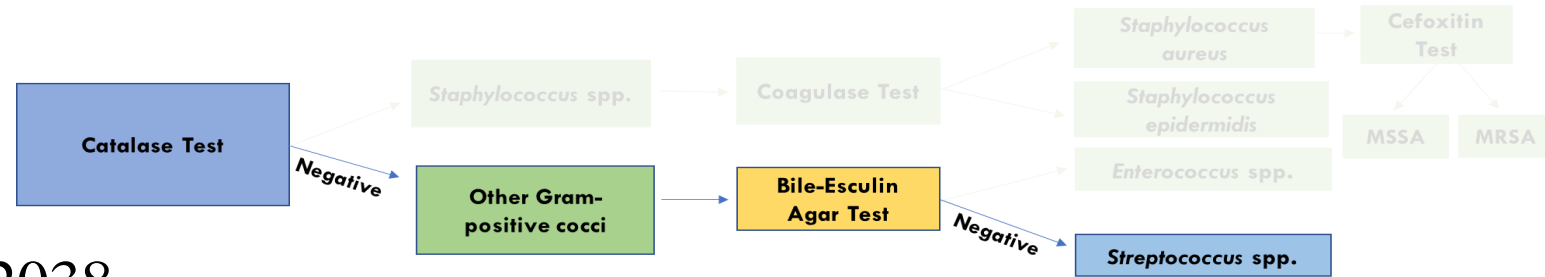 Staphylococcus
aureus
Cefoxitin
Test
Staphylococcus spp.
Coagulase Test
Staphylococcus
epidermidis
MSSA
MRSA
Catalase Test
Negative
Other Gram-
positive cocci
Bile-Esculin
Agar Test
Enterococcus spp.
Negative
Streptococcus spp.
2038